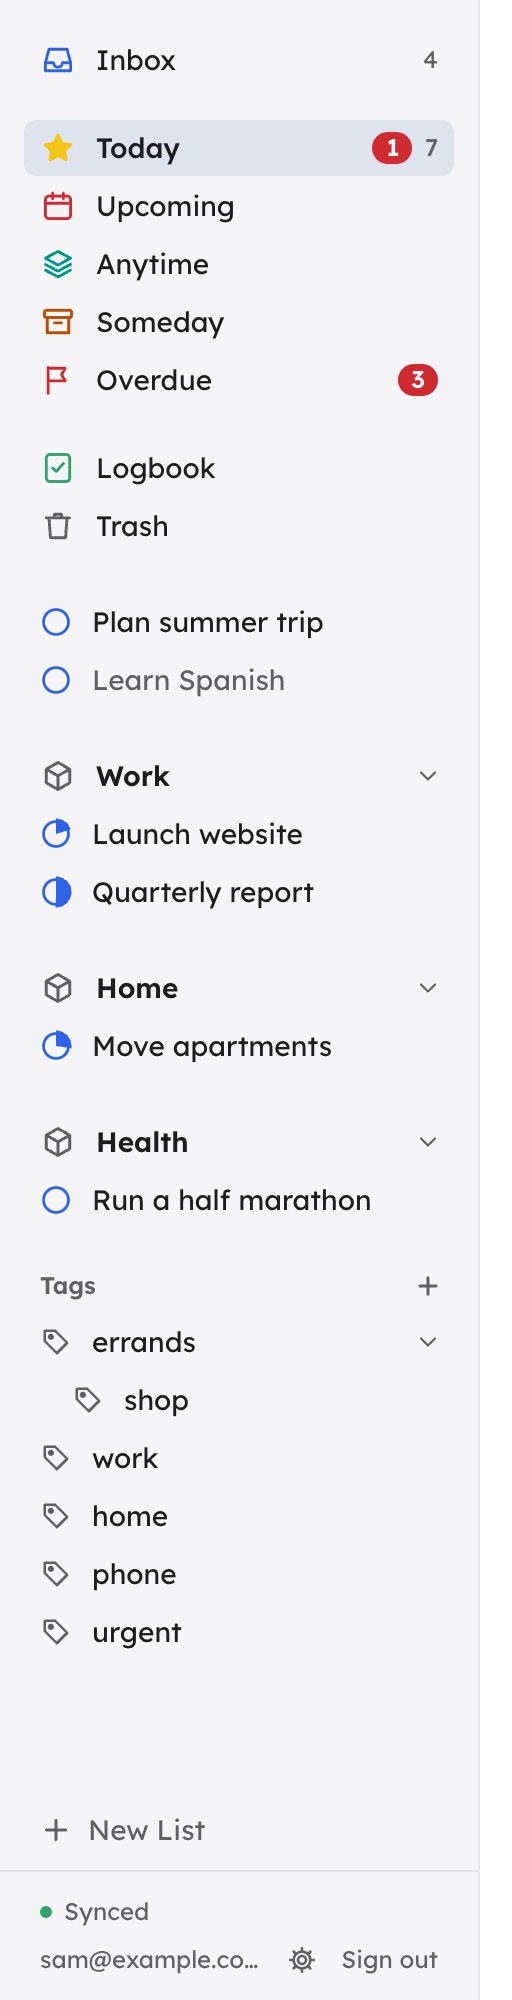 Inbox 4
Today 1 7
Upcoming
Anytime
Someday
Overdue 3
Logbook
Trash
Plan summer trip
Learn Spanish
Work
Launch website
Quarterly report
Home
Move apartments
Health
Run a half marathon
Tags
errands
shop
work
home
phone
urgent
New List
Synced
sam@example.co… Sign out